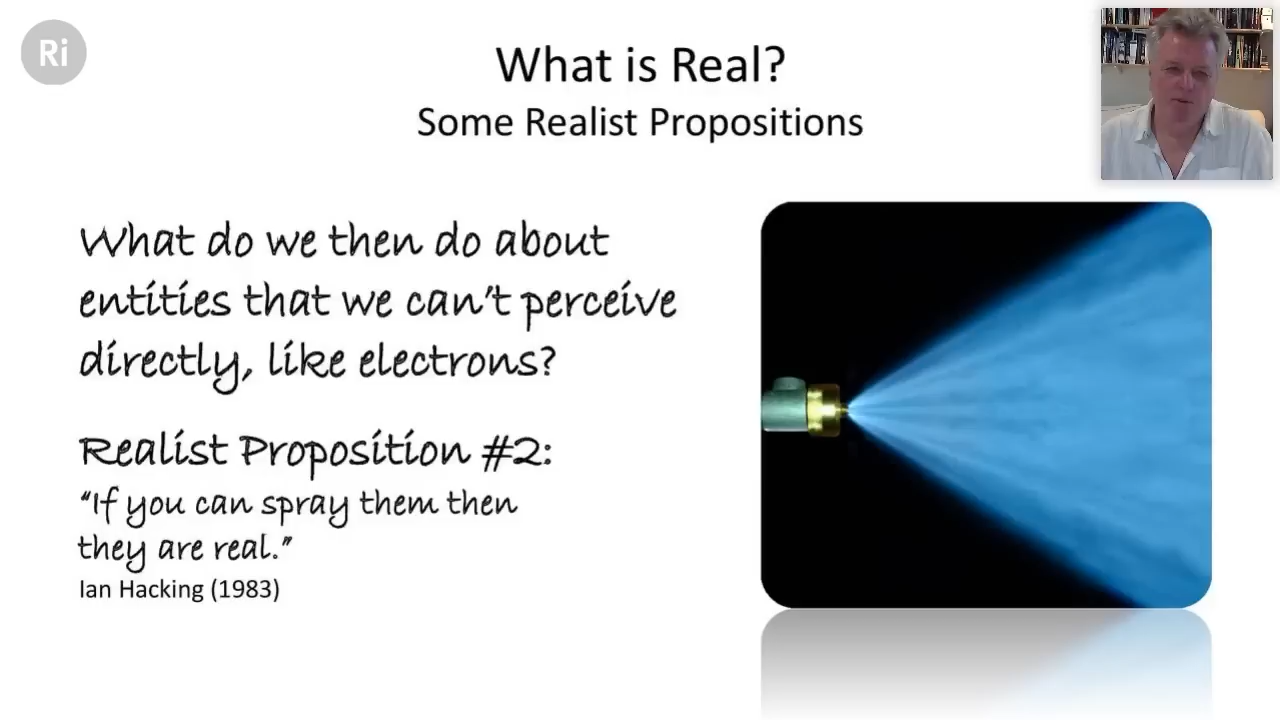 Ri
What is Real?
Some Realist Propositions
What do we then do about
entities that we can't perceive
directly, like electrons?
Realist Proposition #2:
“If you can spray them then
they are real.”
Ian Hacking (1983)